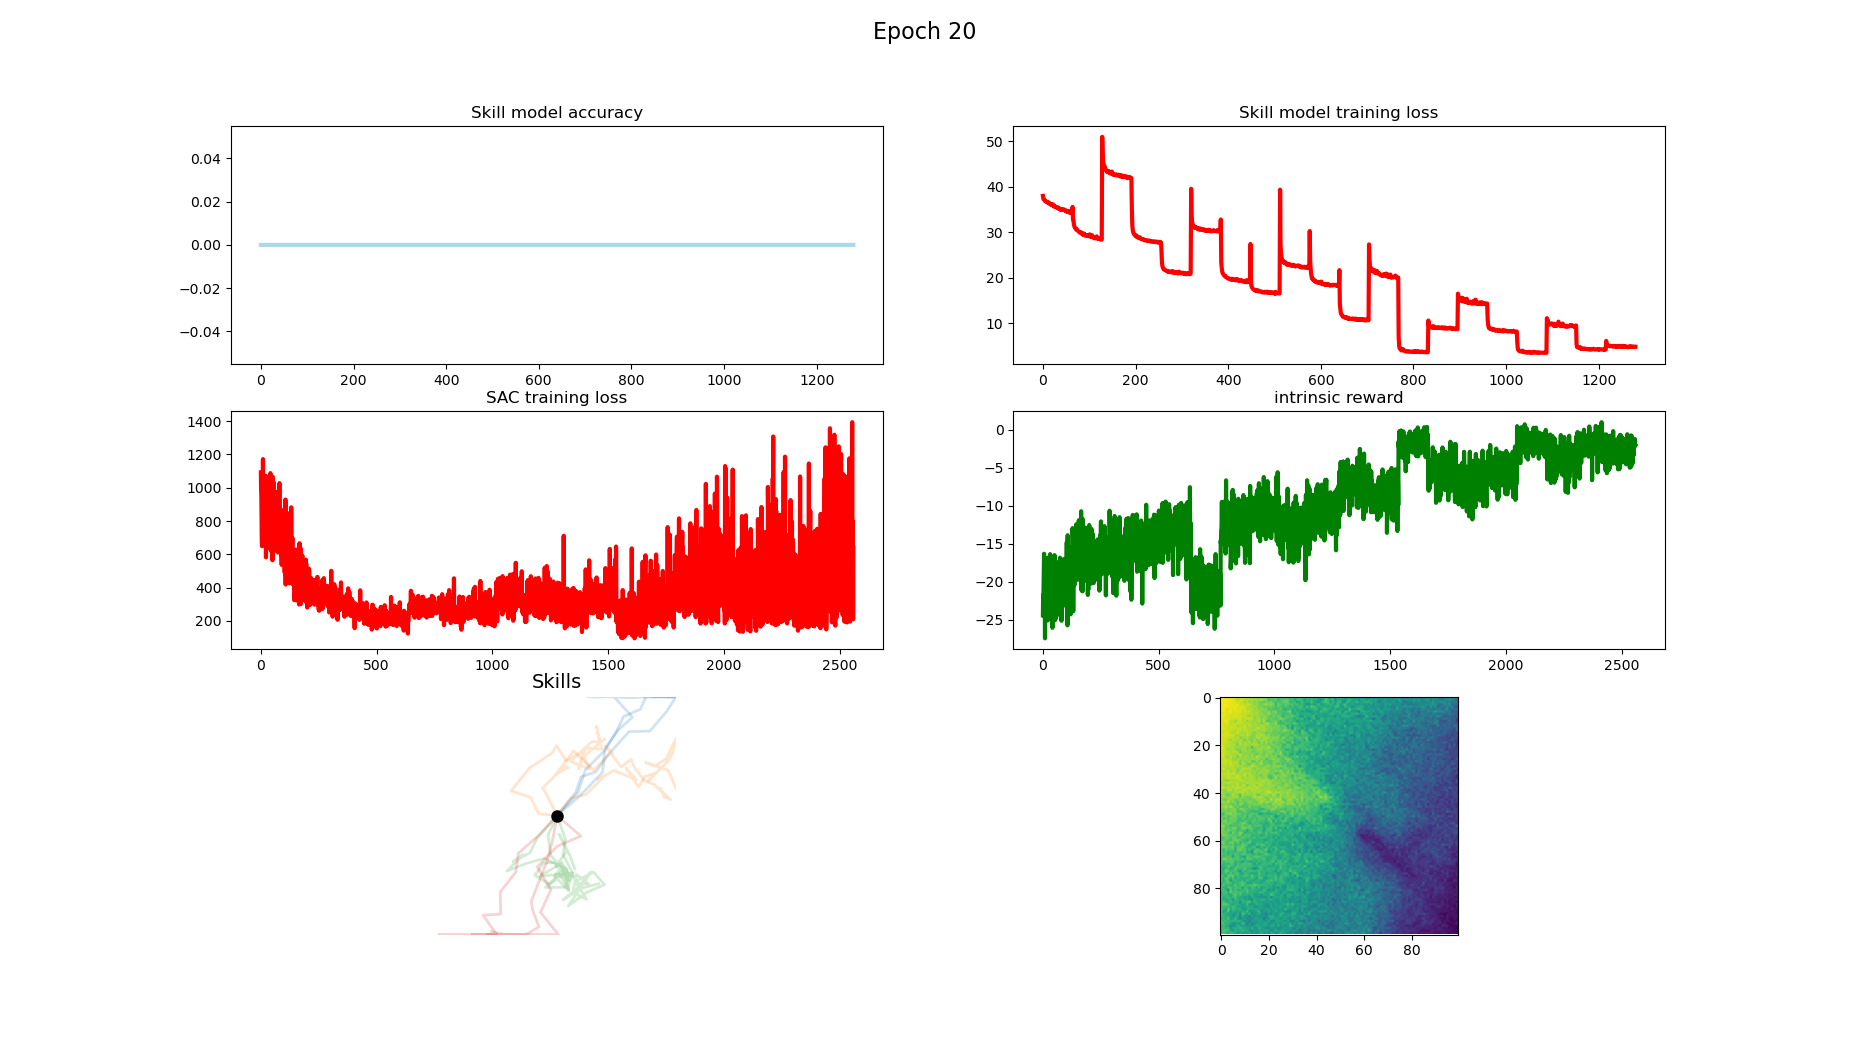 Epoch 20
Skill model accuracy
0.04
0.02
0.00
−0.02
−0.04
0 200 400 600 800 1000 1200
Skill model training loss
50
40
30
20
10
0 200 400 600 800 1000 1200
SAC training loss
1400
1200
1000
800
600
400
200
0 500 1000 1500 2000 2500
intrinsic reward
0
−5
−10
−15
−20
−25
0 500 1000 1500 2000 2500
Skills
0
20
40
60
80
0 20 40 60 80